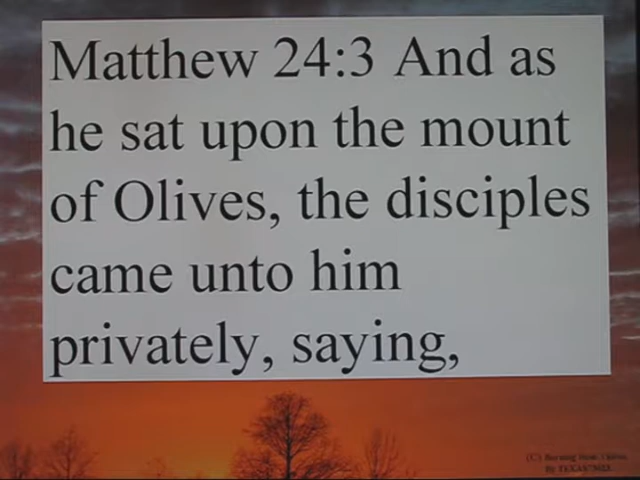 Matthew 24:3 And as
he sat upon the mount
of Olives, the disciples
came unto him
privately, saying,